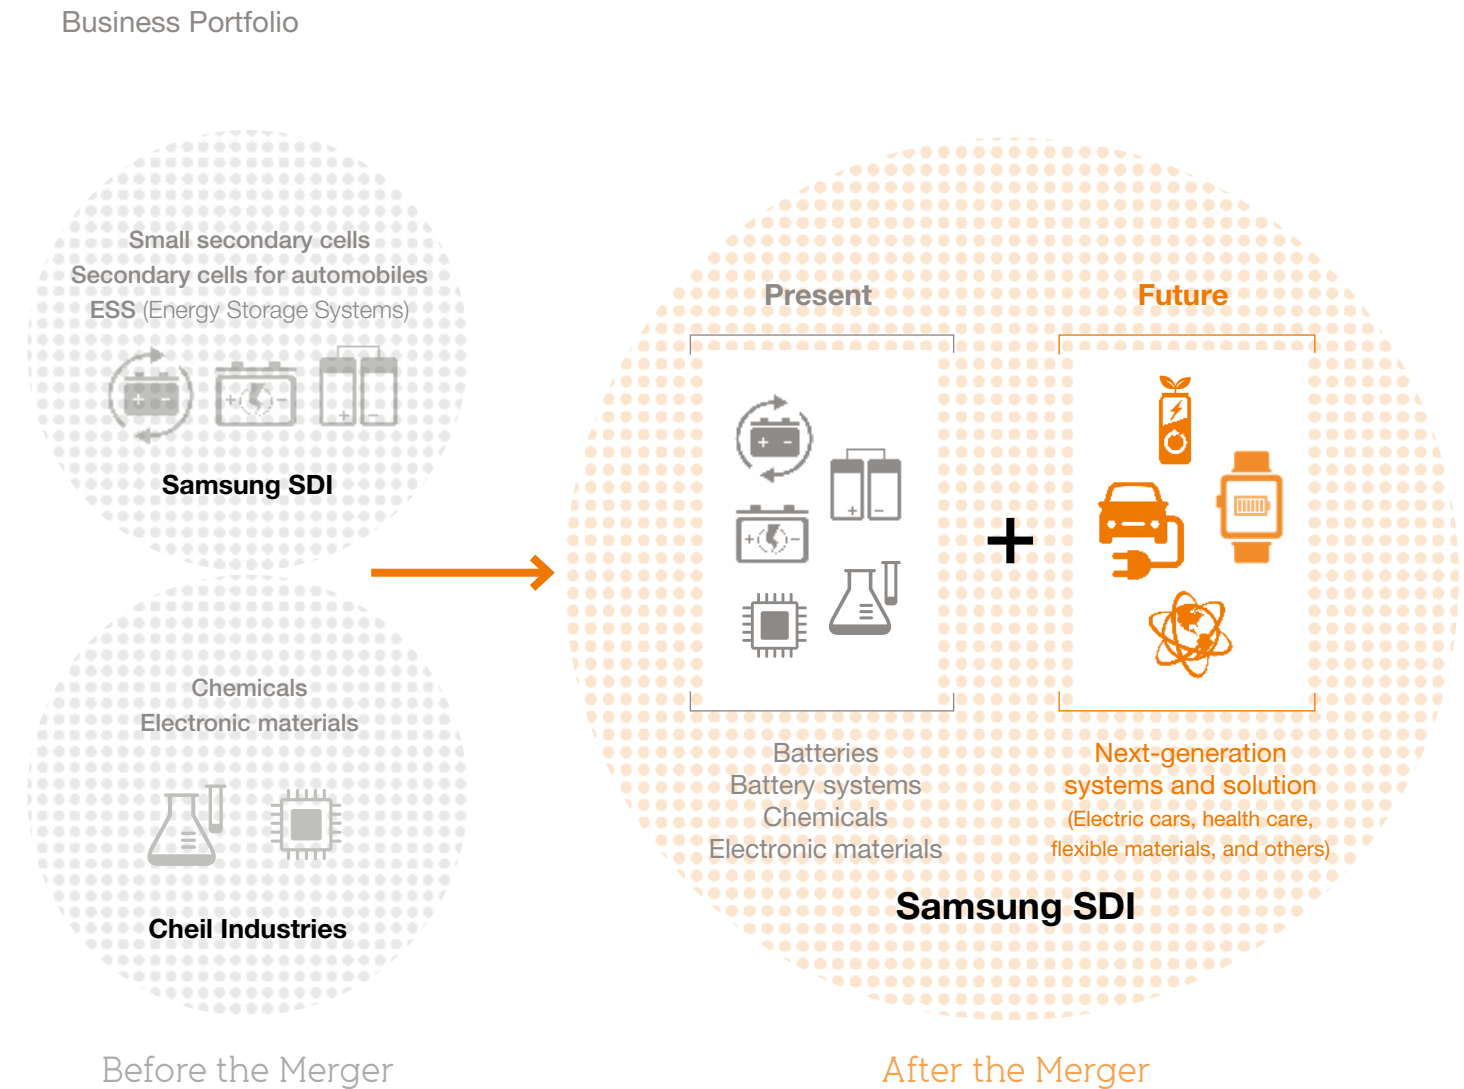 Business Portfolio
Small secondary cells
Secondary cells for automobiles
ESS (Energy Storage Systems)
Samsung SDI
Chemicals
Electronic materials
Cheil Industries
Before the Merger
Present
Batteries
Battery systems
Chemicals
Electronic materials
+
Future
Next-generation
systems and solution
(Electric cars, health care,
flexible materials, and others)
Samsung SDI
After the Merger